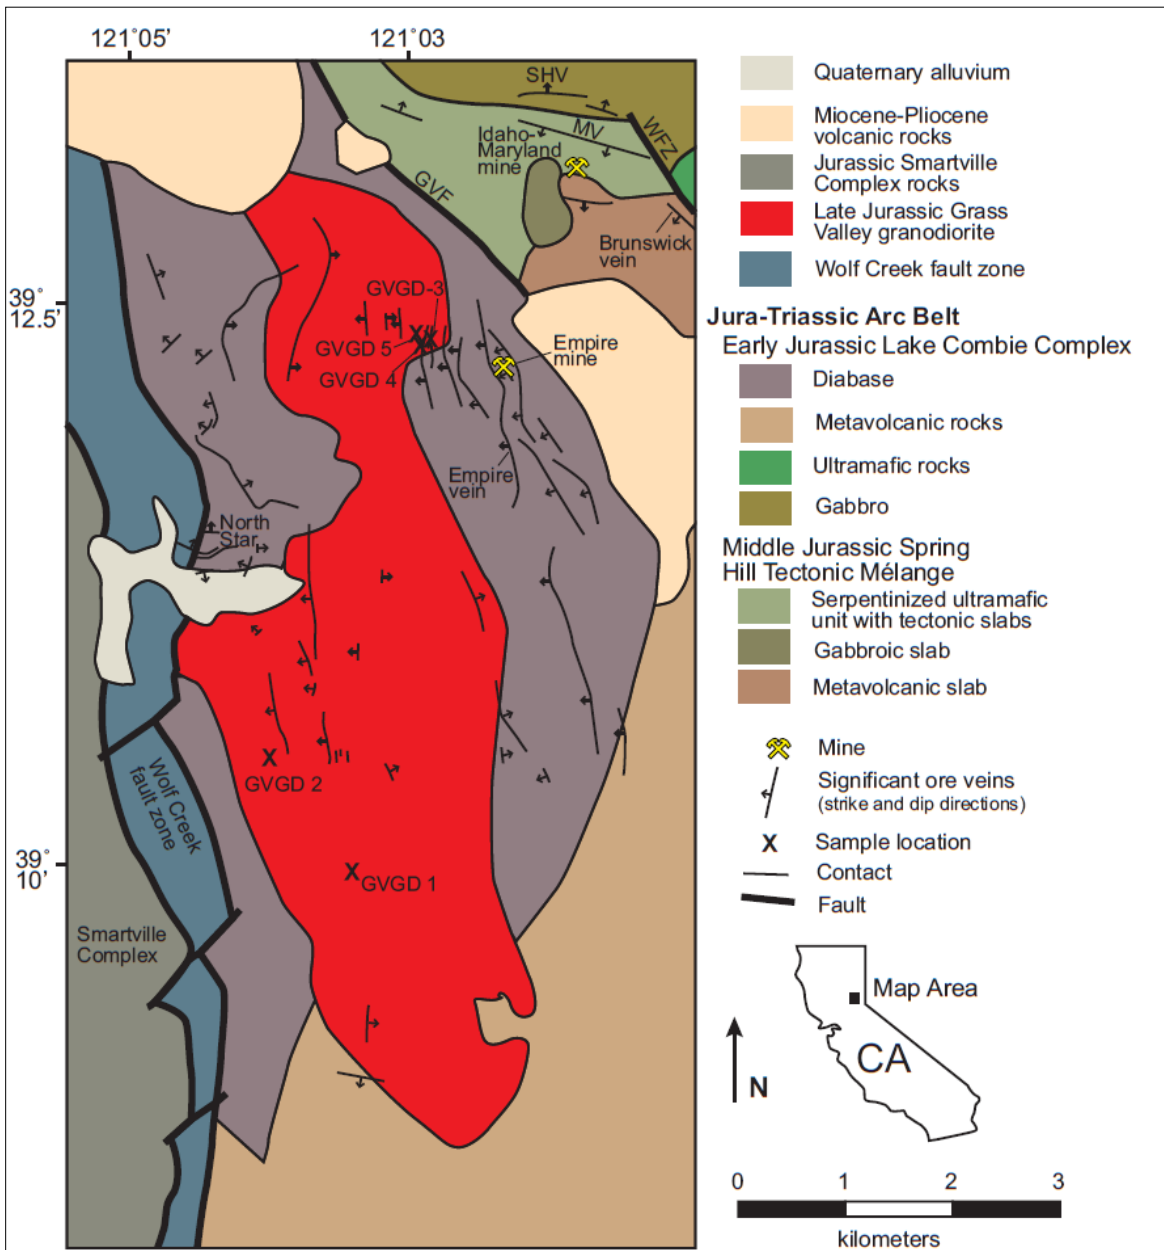 121°05’
121°03’
39°
12.5’
39°
10’
SHV
MV
WFZ
Idaho-
Maryland
mine
GVF
Brunswick
vein
GVGD-3
GVGD 5
GVGD 4
Empire
mine
Empire
vein
North
Star
GVGD 2
Wolf Creek
fault zone
GVGD 1
Smartville
Complex
Quaternary alluvium
Miocene-Pliocene
volcanic rocks
Jurassic Smartville
Complex rocks
Late Jurassic Grass
Valley granodiorite
Wolf Creek fault zone
Jura-Triassic Arc Belt
Early Jurassic Lake Combie Complex
Diabase
Metavolcanic rocks
Ultramafic rocks
Gabbro
Middle Jurassic Spring
Hill Tectonic Mélange
Serpentinized ultramafic
unit with tectonic slabs
Gabbroic slab
Metavolcanic slab
Mine
Significant ore veins
(strike and dip directions)
X Sample location
Contact
Fault
Map Area
CA
N
0 1 2 3
kilometers